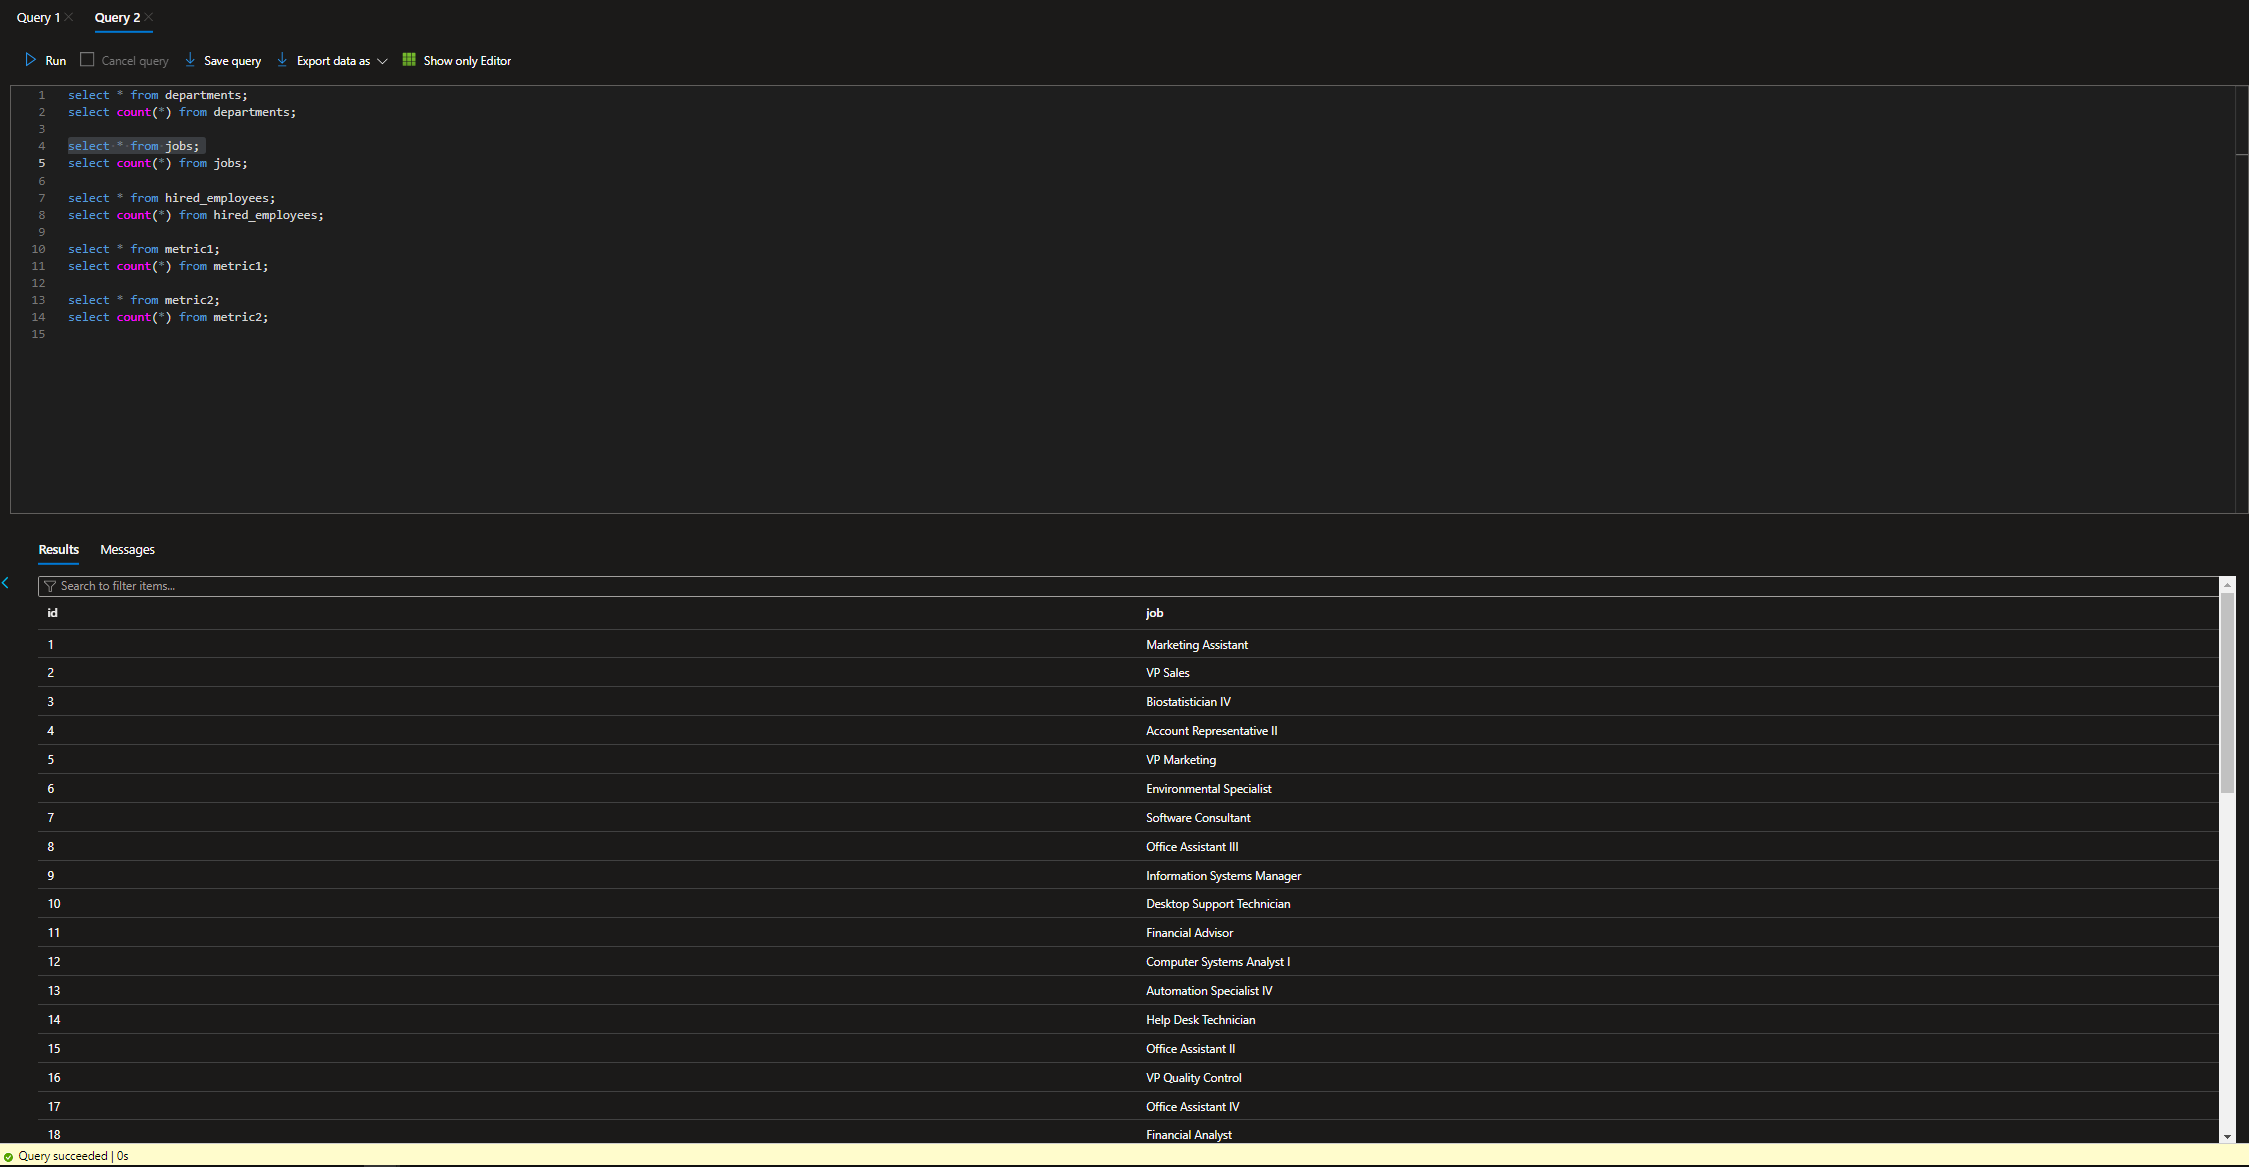 Query 1 Query 2
Run Cancel query Save query Export data as Show only Editor
1 select * from departments;
2 select count(*) from departments;
3
4 select * from jobs;
5 select count(*) from jobs;
6
7 select * from hired_employees;
8 select count(*) from hired_employees;
9
10 select * from metric1;
11 select count(*) from metric1;
12
13 select * from metric2;
14 select count(*) from metric2;
15
Results Messages
Search to filter items...
id job
1 Marketing Assistant
2 VP Sales
3 Biostatistician IV
4 Account Representative II
5 VP Marketing
6 Environmental Specialist
7 Software Consultant
8 Office Assistant III
9 Information Systems Manager
10 Desktop Support Technician
11 Financial Advisor
12 Computer Systems Analyst I
13 Automation Specialist IV
14 Help Desk Technician
15 Office Assistant II
16 VP Quality Control
17 Office Assistant IV
18 Financial Analyst
Query succeeded | 0s